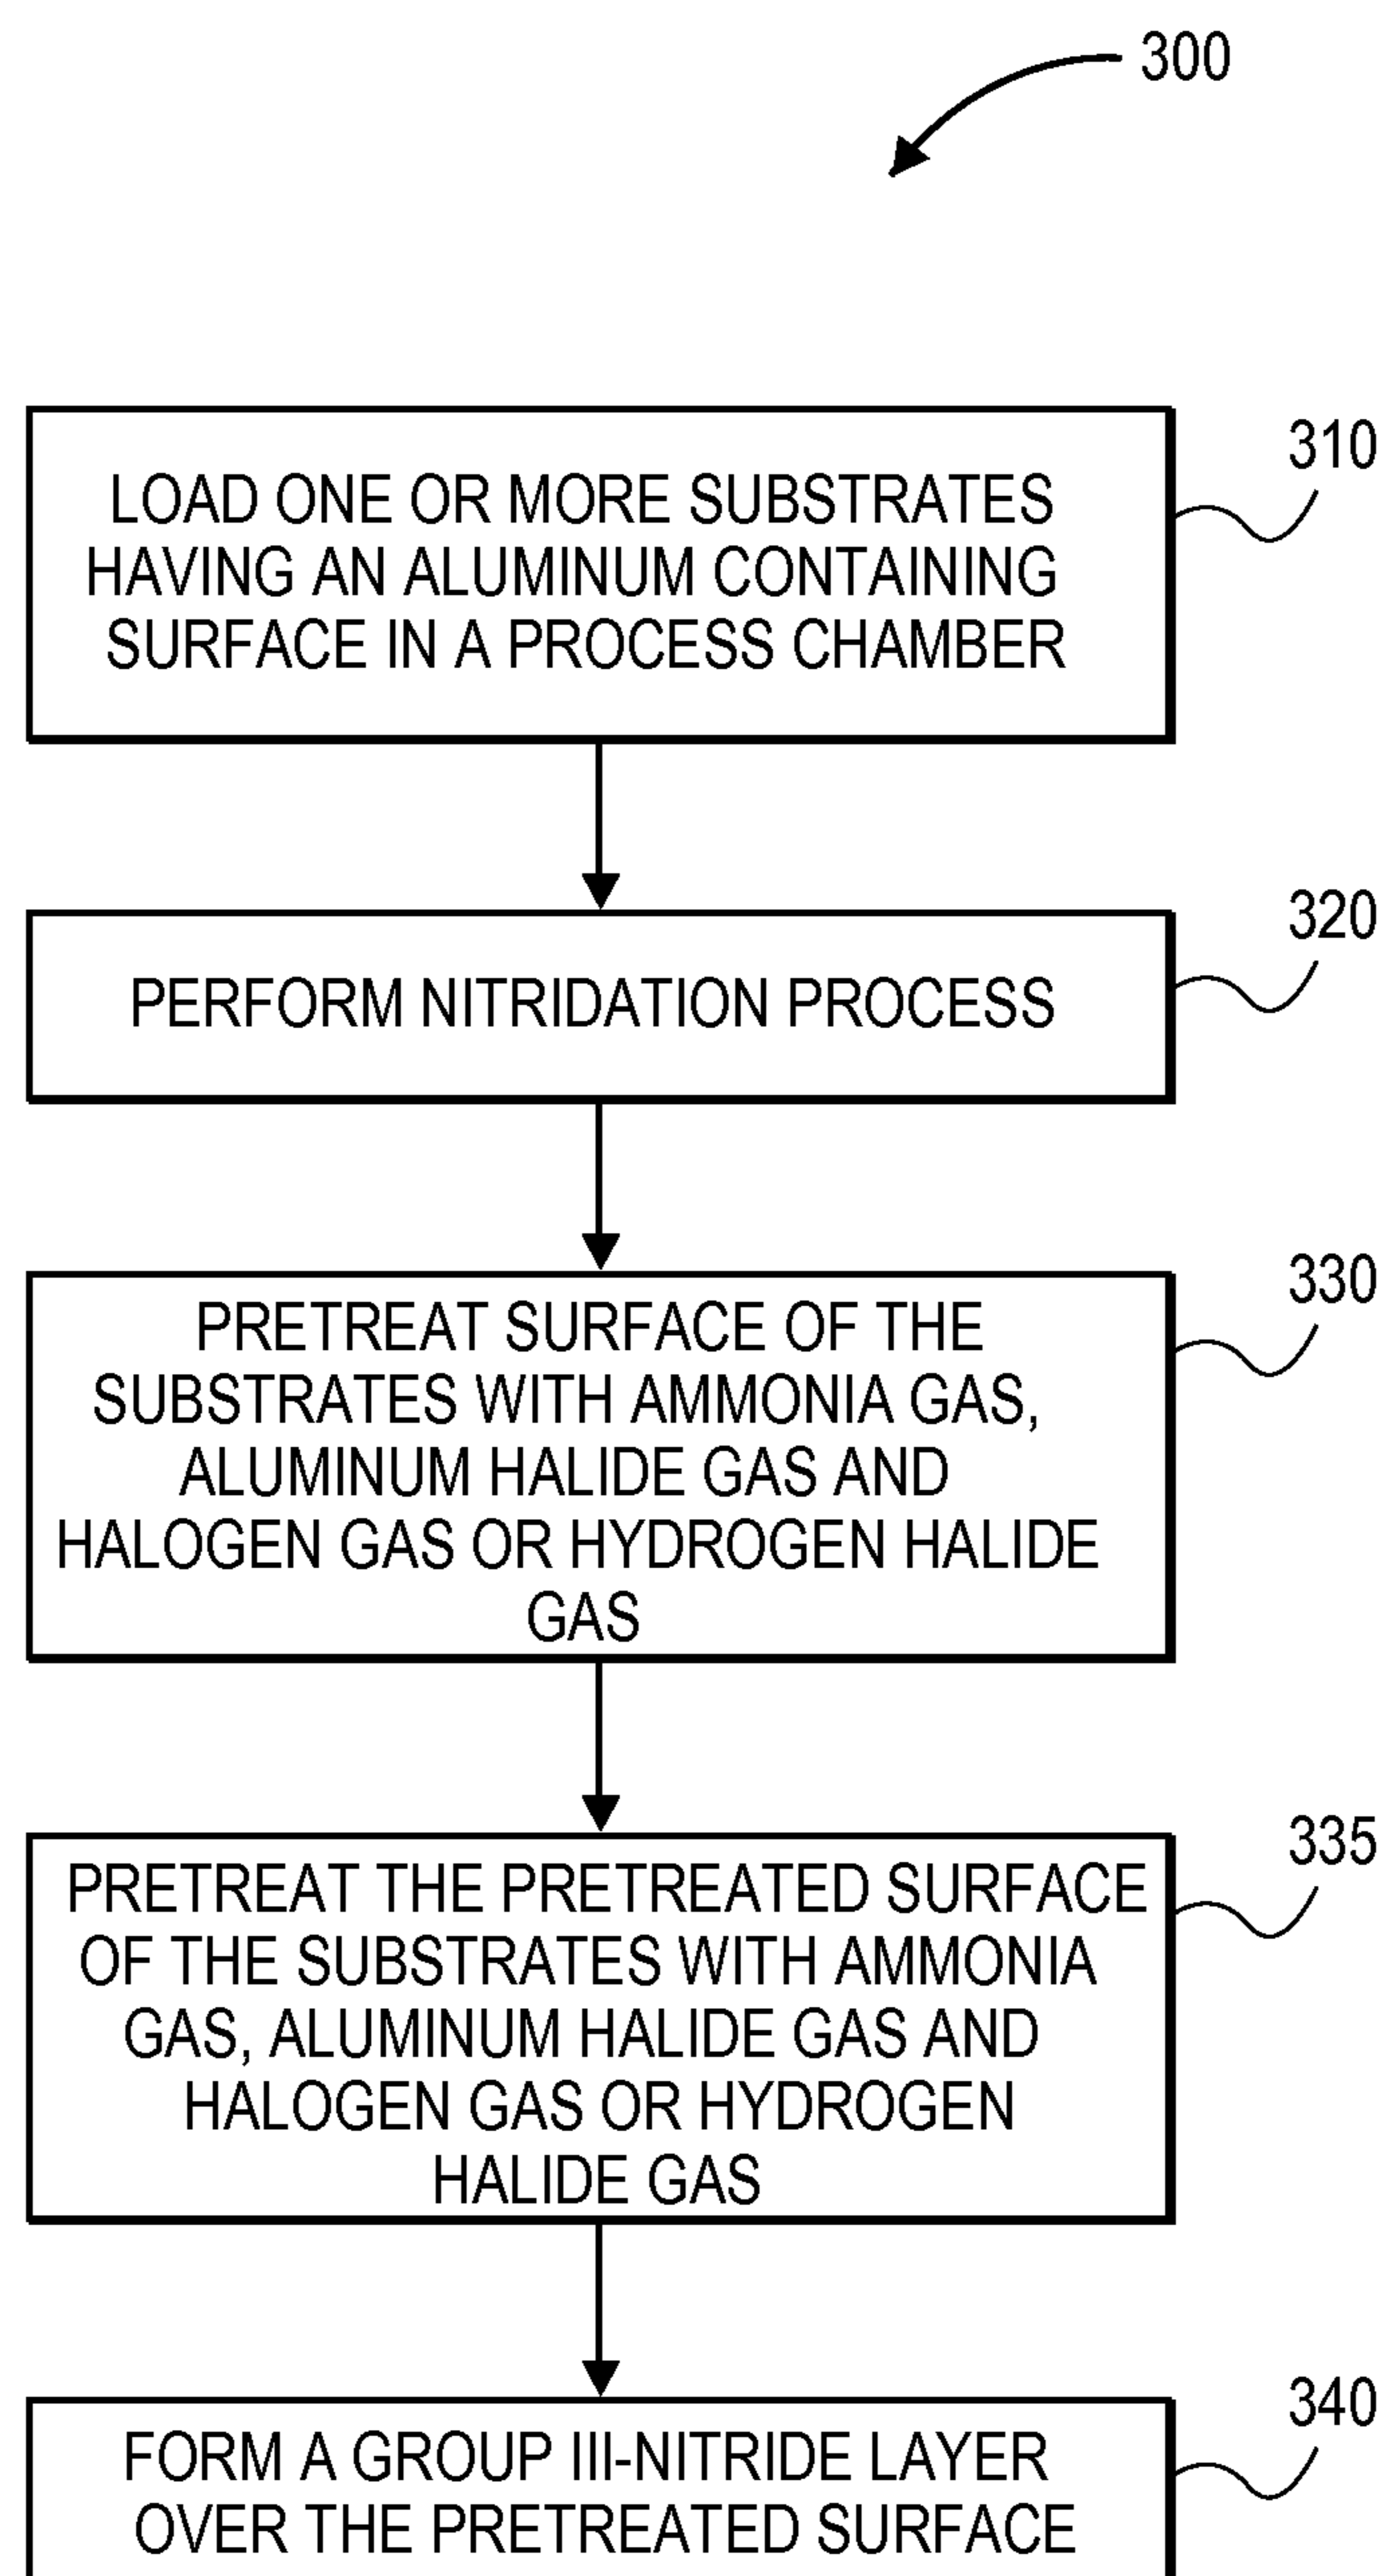 300
310
LOAD ONE OR MORE SUBSTRATES
HAVING AN ALUMINUM CONTAINING
SURFACE IN A PROCESS CHAMBER
320
PERFORM NITRIDATION PROCESS
330
PRETREAT SURFACE OF THE
SUBSTRATES WITH AMMONIA GAS,
ALUMINUM HALIDE GAS AND
HALOGEN GAS OR HYDROGEN HALIDE
GAS
335
PRETREAT THE PRETREATED SURFACE
OF THE SUBSTRATES WITH AMMONIA
GAS, ALUMINUM HALIDE GAS AND
HALOGEN GAS OR HYDROGEN
HALIDE GAS
340
FORM A GROUP III-NITRIDE LAYER
OVER THE PRETREATED SURFACE